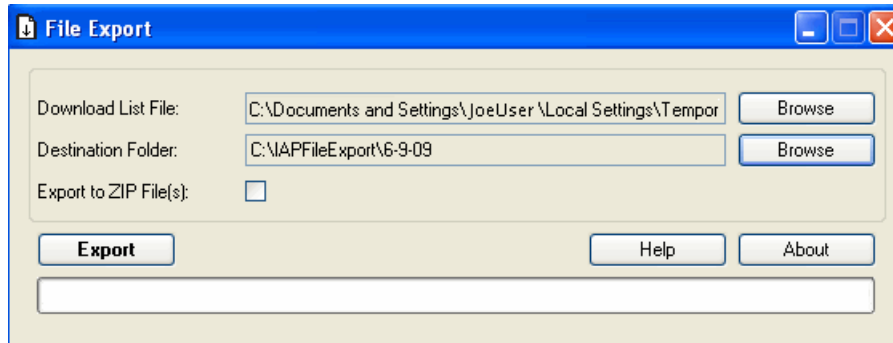 File Export
Download List File: C:\Documents and Settings\JoeUser \Local Settings\Tempor Browse
Destination Folder: C:\IAPFileExport\6-9-09 Browse
Export to ZIP File(s):
Export Help About